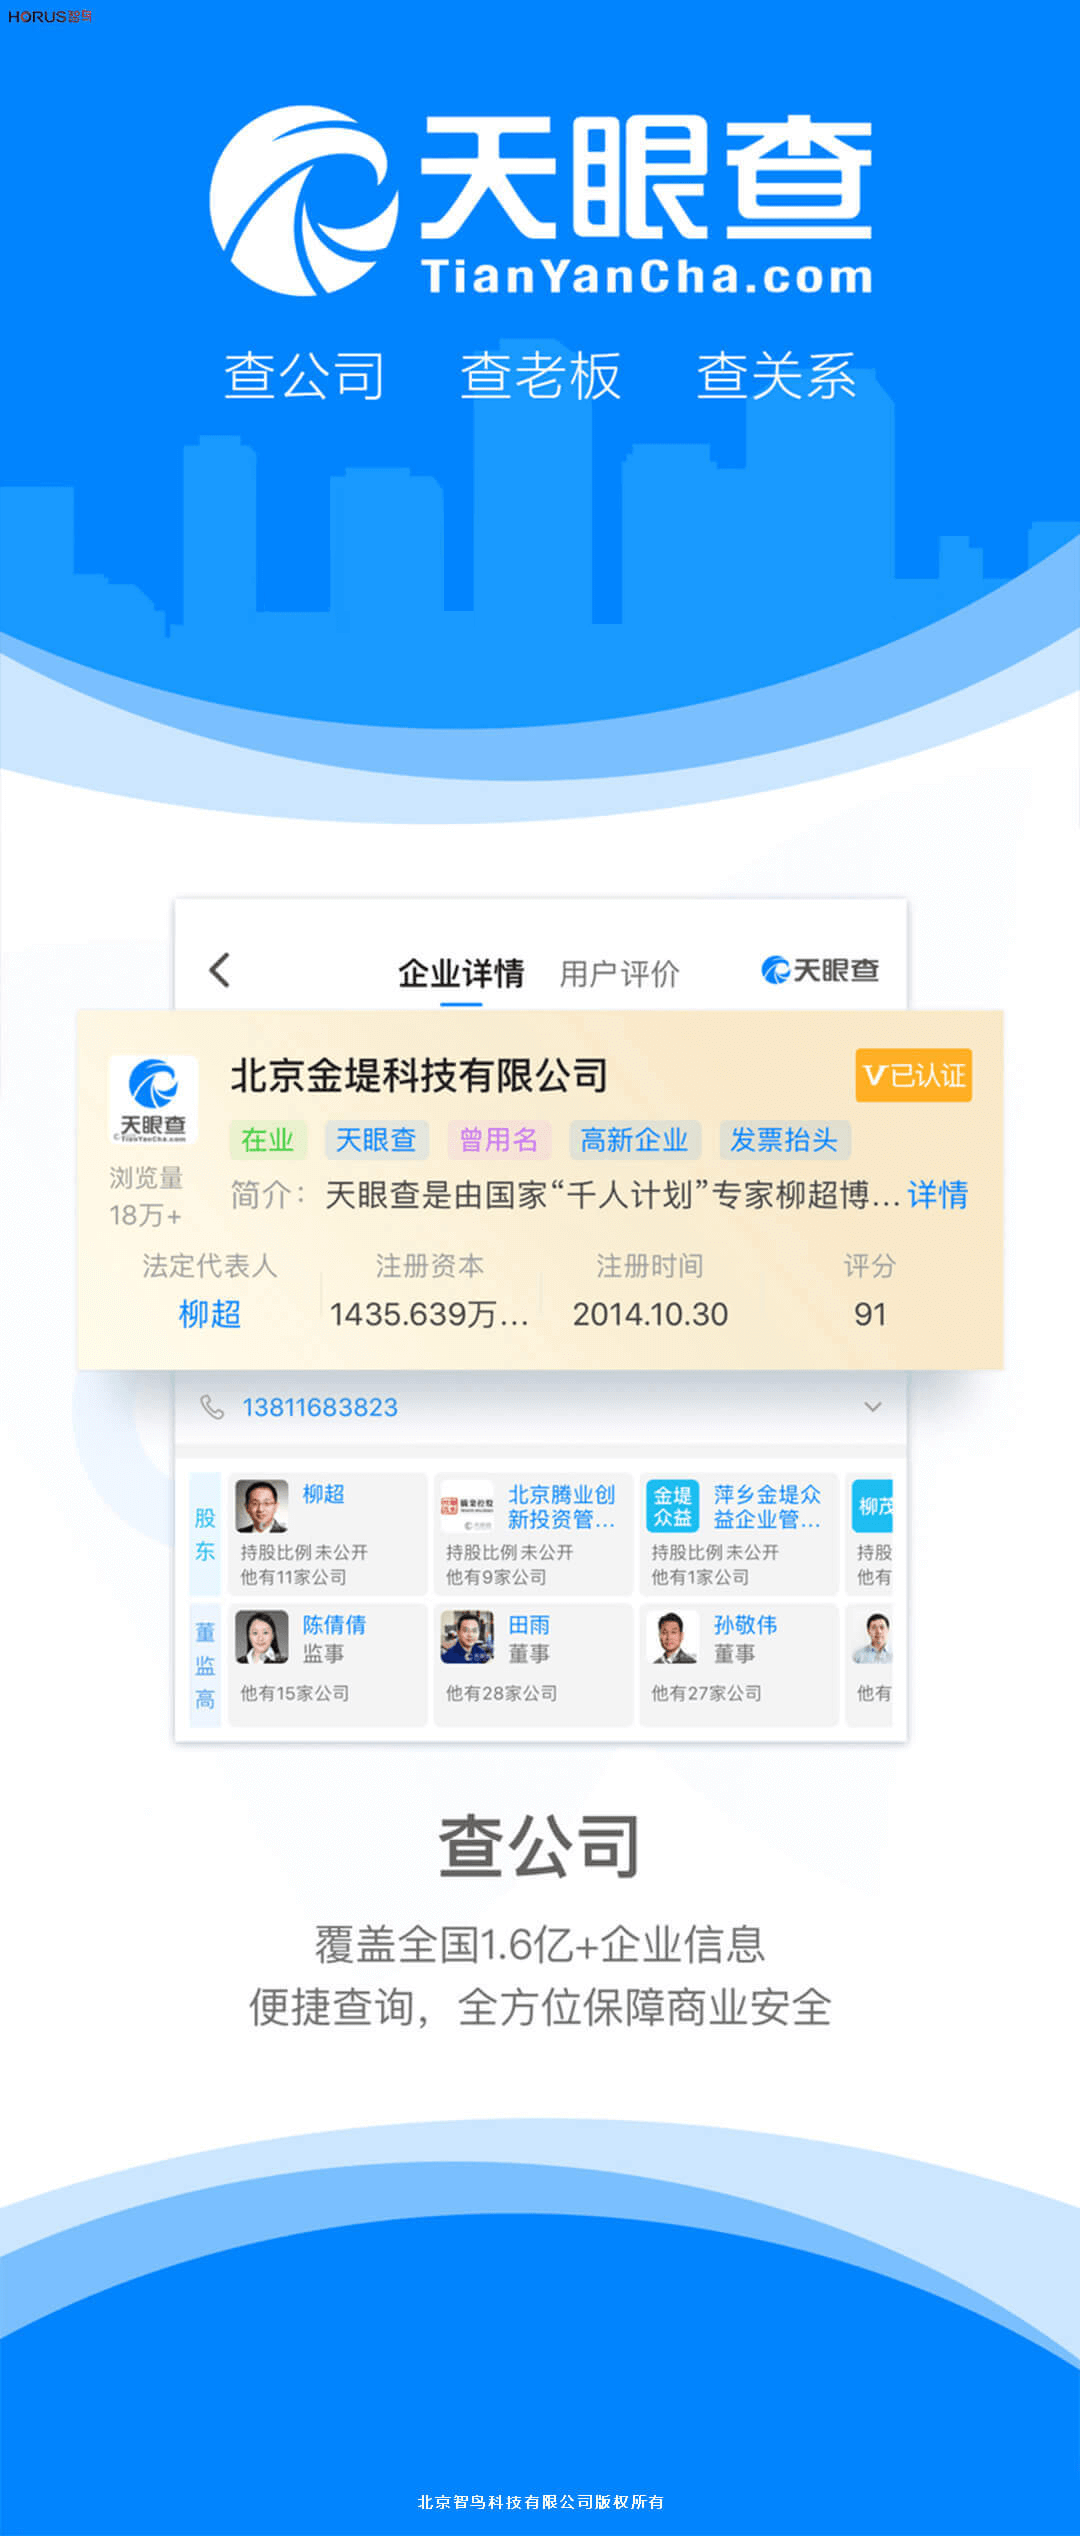 HORUS智鸟
天眼查
TianYanCha.com
查公司 查老板 查关系
企业详情 用户评价 天眼查
北京金堤科技有限公司 V已认证
天眼查
TianYanCha.com
在业 天眼查 曾用名 高新企业 发票抬头
浏览量
18万+
简介：天眼查是由国家“千人计划”专家柳超博... 详情
法定代表人 注册资本 注册时间 评分
柳超 1435.639万... 2014.10.30 91
13811683823
股东
柳超
持股比例 未公开
他有11家公司
北京腾业创
新投资管...
持股比例 未公开
他有9家公司
金堤
众益
萍乡金堤众
益企业管...
持股比例 未公开
他有1家公司
柳茂
持股
他有
董监高
陈倩倩
监事
他有15家公司
田雨
董事
他有28家公司
孙敬伟
董事
他有27家公司
他有
查公司
覆盖全国1.6亿+企业信息
便捷查询，全方位保障商业安全
北京智鸟科技有限公司版权所有